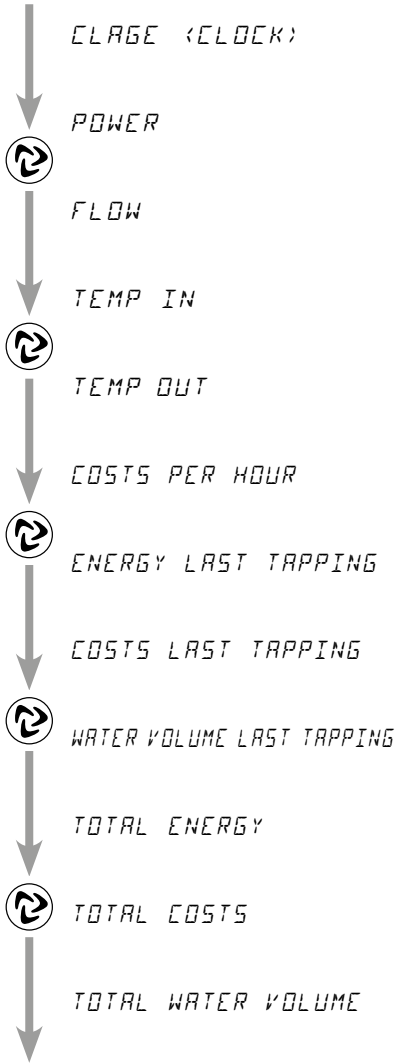 CLAGE (CLOCK)
POWER
FLOW
TEMP IN
TEMP OUT
COSTS PER HOUR
ENERGY LAST TAPPING
COSTS LAST TAPPING
WATER VOLUME LAST TAPPING
TOTAL ENERGY
TOTAL COSTS
TOTAL WATER VOLUME